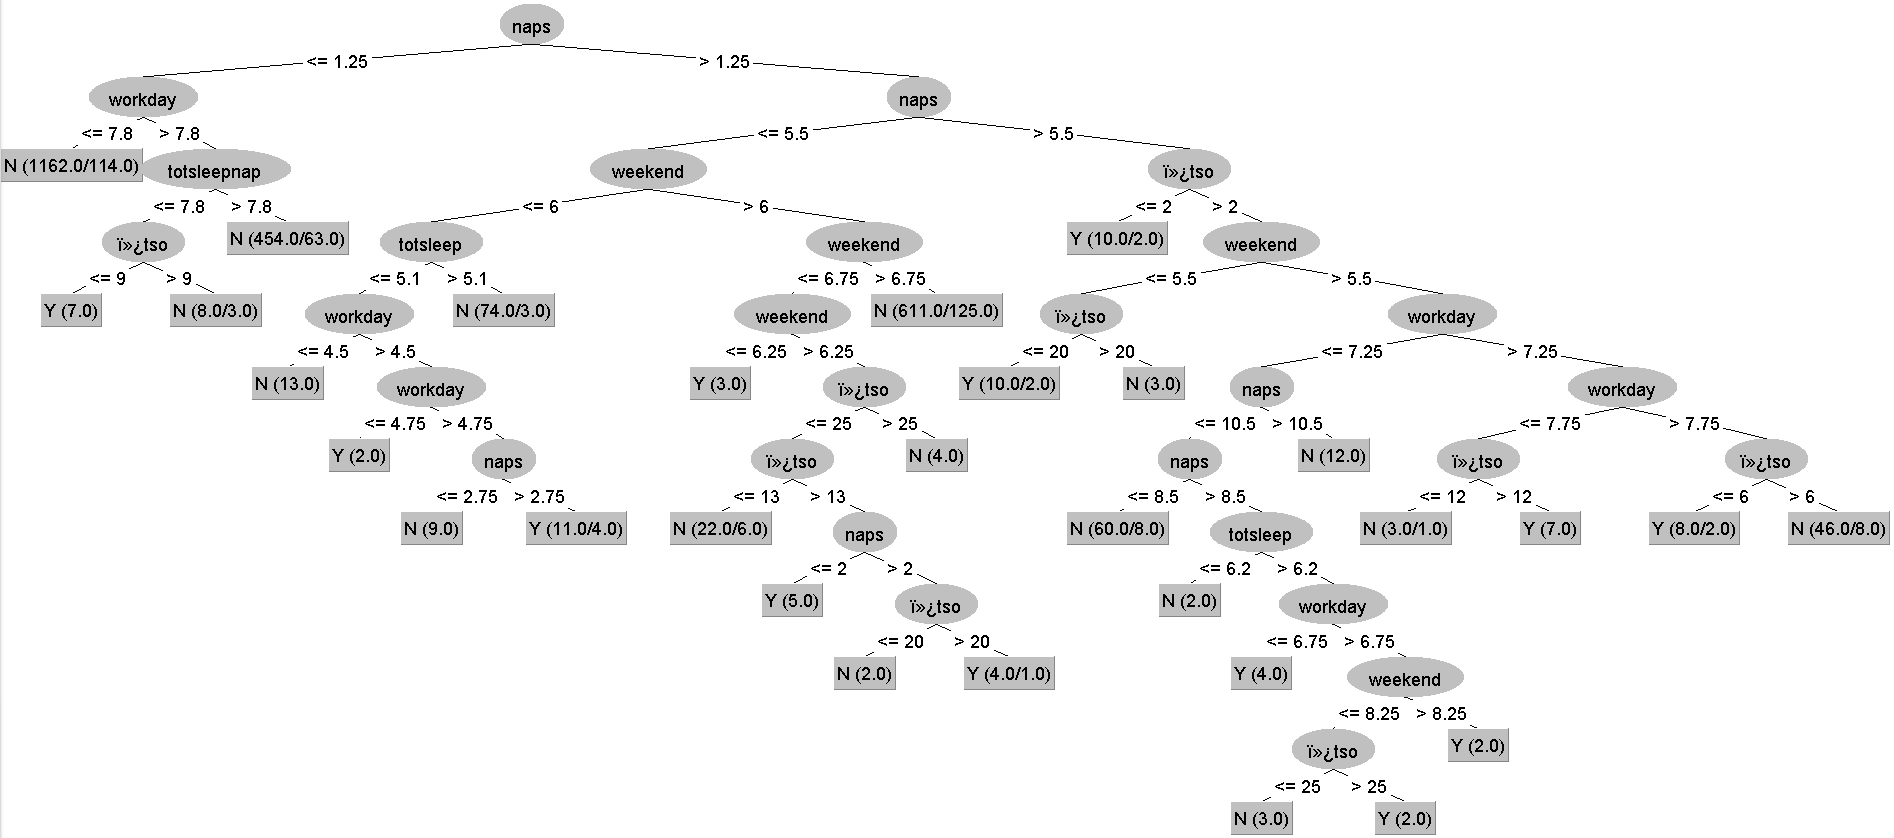 naps
<= 1.25 > 1.25
workday naps
<= 7.8 > 7.8 <= 5.5 > 5.5
N (1162.0/114.0) totsleepnap weekend ï»¿tso
<= 7.8 > 7.8 <= 6 > 6 <= 2 > 2
ï»¿tso N (454.0/63.0) totsleep weekend Y (10.0/2.0) weekend
<= 9 > 9 <= 5.1 > 5.1 <= 6.75 > 6.75 <= 5.5 > 5.5
Y (7.0) N (8.0/3.0) workday N (74.0/3.0) weekend N (611.0/125.0) ï»¿tso workday
<= 4.5 > 4.5 <= 6.25 > 6.25 <= 20 > 20 <= 7.25 > 7.25
N (13.0) workday Y (3.0) ï»¿tso Y (10.0/2.0) N (3.0) naps workday
<= 4.75 > 4.75 <= 25 > 25 <= 10.5 > 10.5 <= 7.75 > 7.75
Y (2.0) naps ï»¿tso N (4.0) naps N (12.0) ï»¿tso ï»¿tso
<= 2.75 > 2.75 <= 13 > 13 <= 8.5 > 8.5 <= 12 > 12 <= 6 > 6
N (9.0) Y (11.0/4.0) N (22.0/6.0) naps N (60.0/8.0) totsleep N (3.0/1.0) Y (7.0) Y (8.0/2.0) N (46.0/8.0)
<= 2 > 2 <= 6.2 > 6.2
Y (5.0) ï»¿tso N (2.0) workday
<= 20 > 20 <= 6.75 > 6.75
N (2.0) Y (4.0/1.0) Y (4.0) weekend
<= 8.25 > 8.25
ï»¿tso Y (2.0)
<= 25 > 25
N (3.0) Y (2.0)